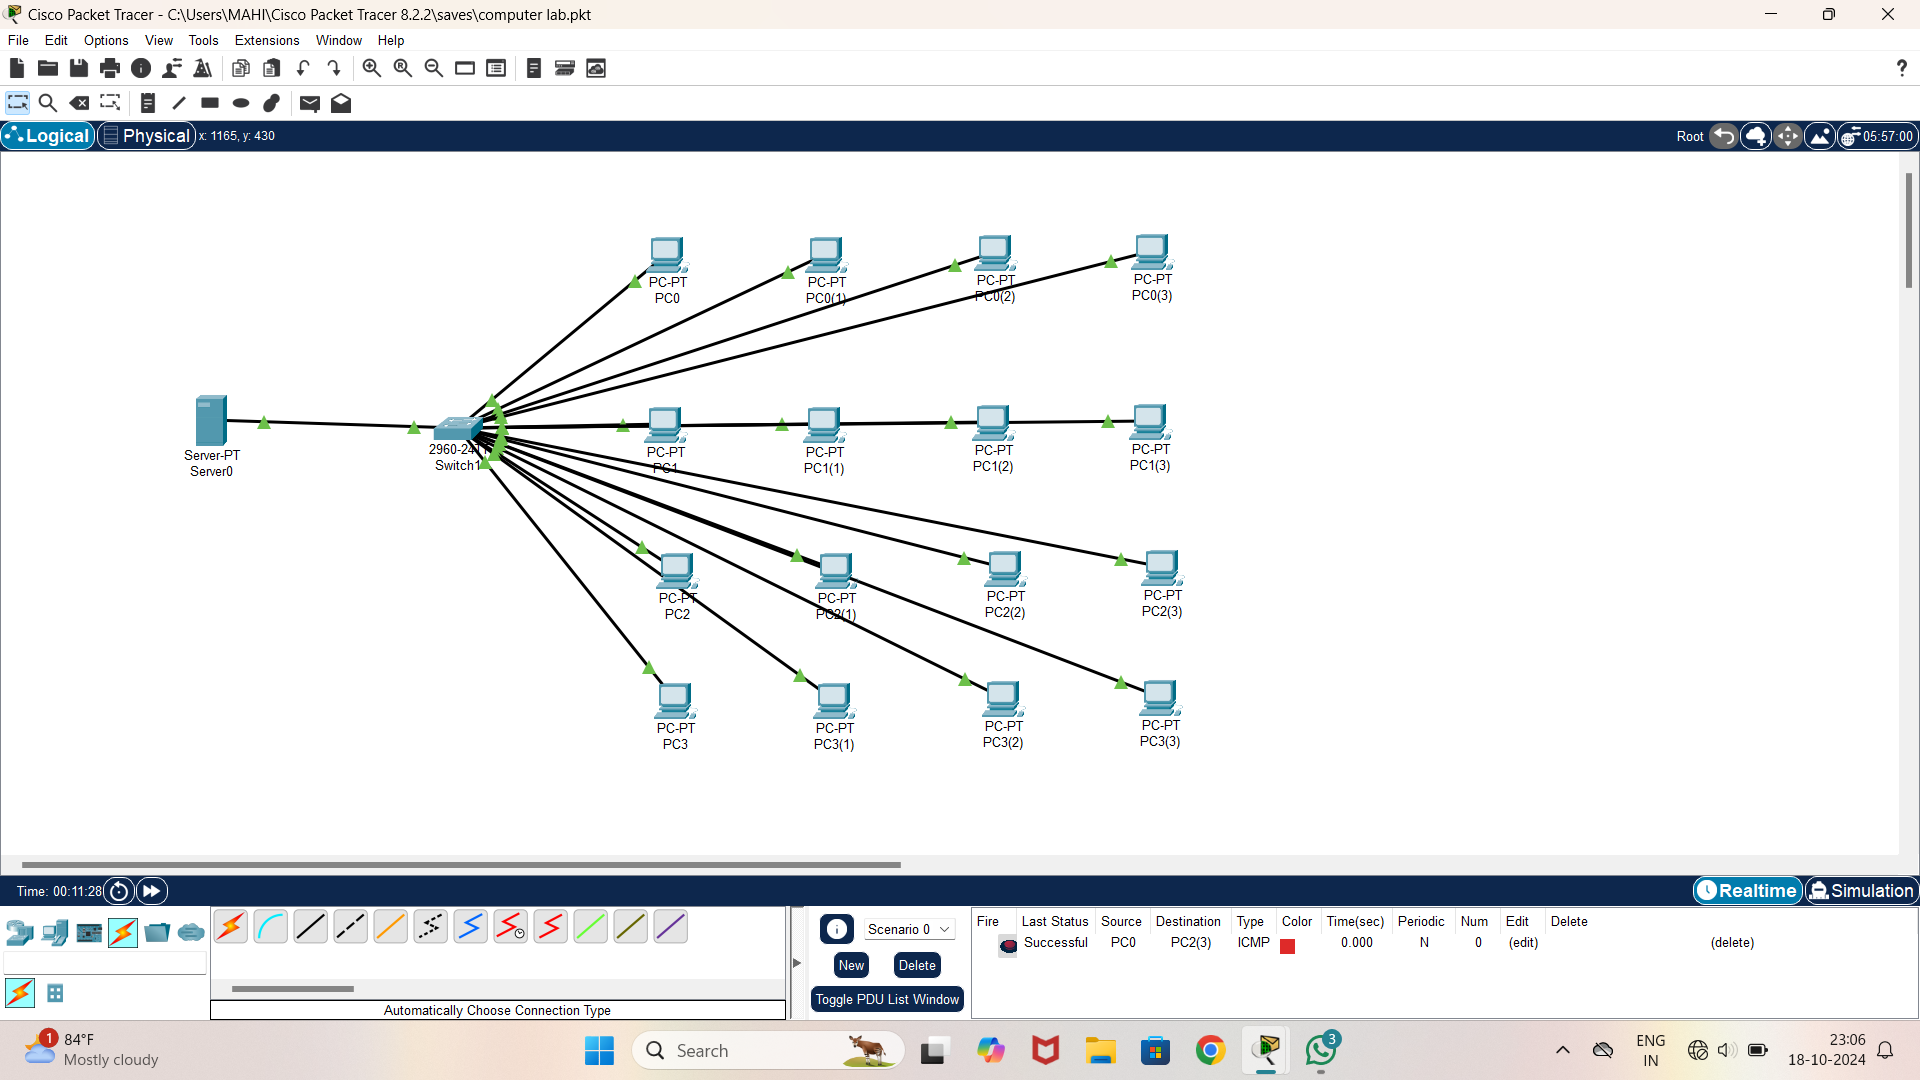 Cisco Packet Tracer - C:\Users\MAHI\Cisco Packet Tracer 8.2.2\saves\computer lab.pkt
File Edit Options View Tools Extensions Window Help
?
Logical Physical x: 1165, y: 430 Root 05:57:00
PC-PT PC-PT PC-PT PC-PT
PC0 PC0(1) PC0(2) PC0(3)
Server-PT
Server0
Switch1
PC-PT PC-PT PC-PT PC-PT
PC1 PC1(1) PC1(2) PC1(3)
PC-PT PC-PT PC-PT PC-PT
PC2 PC2(1) PC2(2) PC2(3)
PC-PT PC-PT PC-PT PC-PT
PC3 PC3(1) PC3(2) PC3(3)
Time: 00:11:28 Realtime Simulation
Automatically Choose Connection Type
Scenario 0
New Delete
Toggle PDU List Window
Fire Last Status Source Destination Type Color Time(sec) Periodic Num Edit Delete
Successful PC0 PC2(3) ICMP 0.000 N 0 (edit) (delete)
1 84°F
Mostly cloudy
Search
3
ENG
IN
23:06
18-10-2024